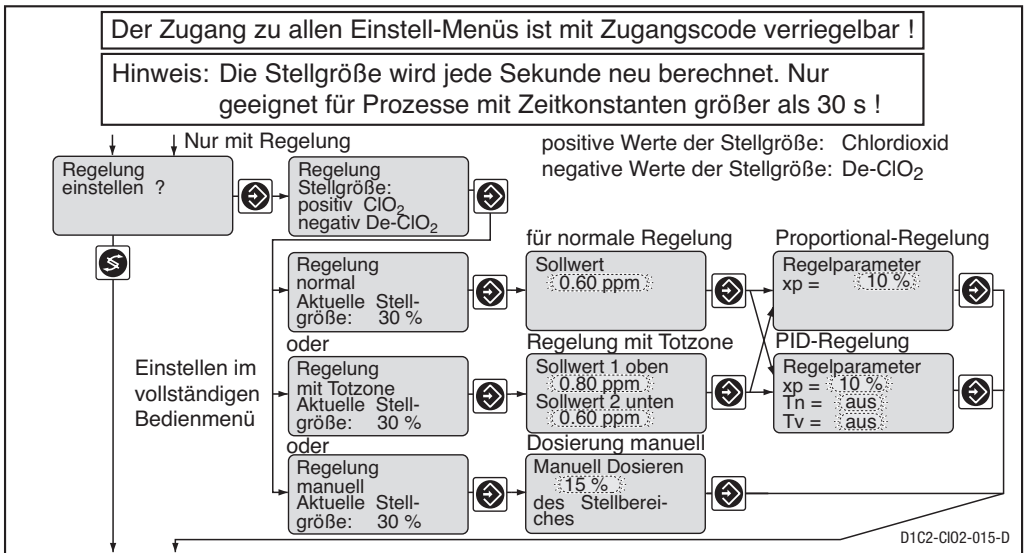 Der Zugang zu allen Einstell-Menüs ist mit Zugangscode verriegelbar !
Hinweis: Die Stellgröße wird jede Sekunde neu berechnet. Nur
geeignet für Prozesse mit Zeitkonstanten größer als 30 s !
Nur mit Regelung
positive Werte der Stellgröße: Chlordioxid
negative Werte der Stellgröße: De-ClO₂
Regelung
einstellen ?
Regelung
Stellgröße:
positiv ClO₂
negativ De-ClO₂
für normale Regelung
Proportional-Regelung
Regelung
normal
Aktuelle Stell-
größe: 30 %
Sollwert
0.60 ppm
Regelparameter
xp = 10 %
oder
Regelung mit Totzone
PID-Regelung
Einstellen im
vollständigen
Bedienmenü
Regelung
mit Totzone
Aktuelle Stell-
größe: 30 %
Sollwert 1 oben
0.80 ppm
Sollwert 2 unten
0.60 ppm
Regelparameter
xp = 10 %
Tn = aus
Tv = aus
oder
Dosierung manuell
Regelung
manuell
Aktuelle Stell-
größe: 30 %
Manuell Dosieren
15 %
des Stellberei-
ches
D1C2-ClO2-015-D